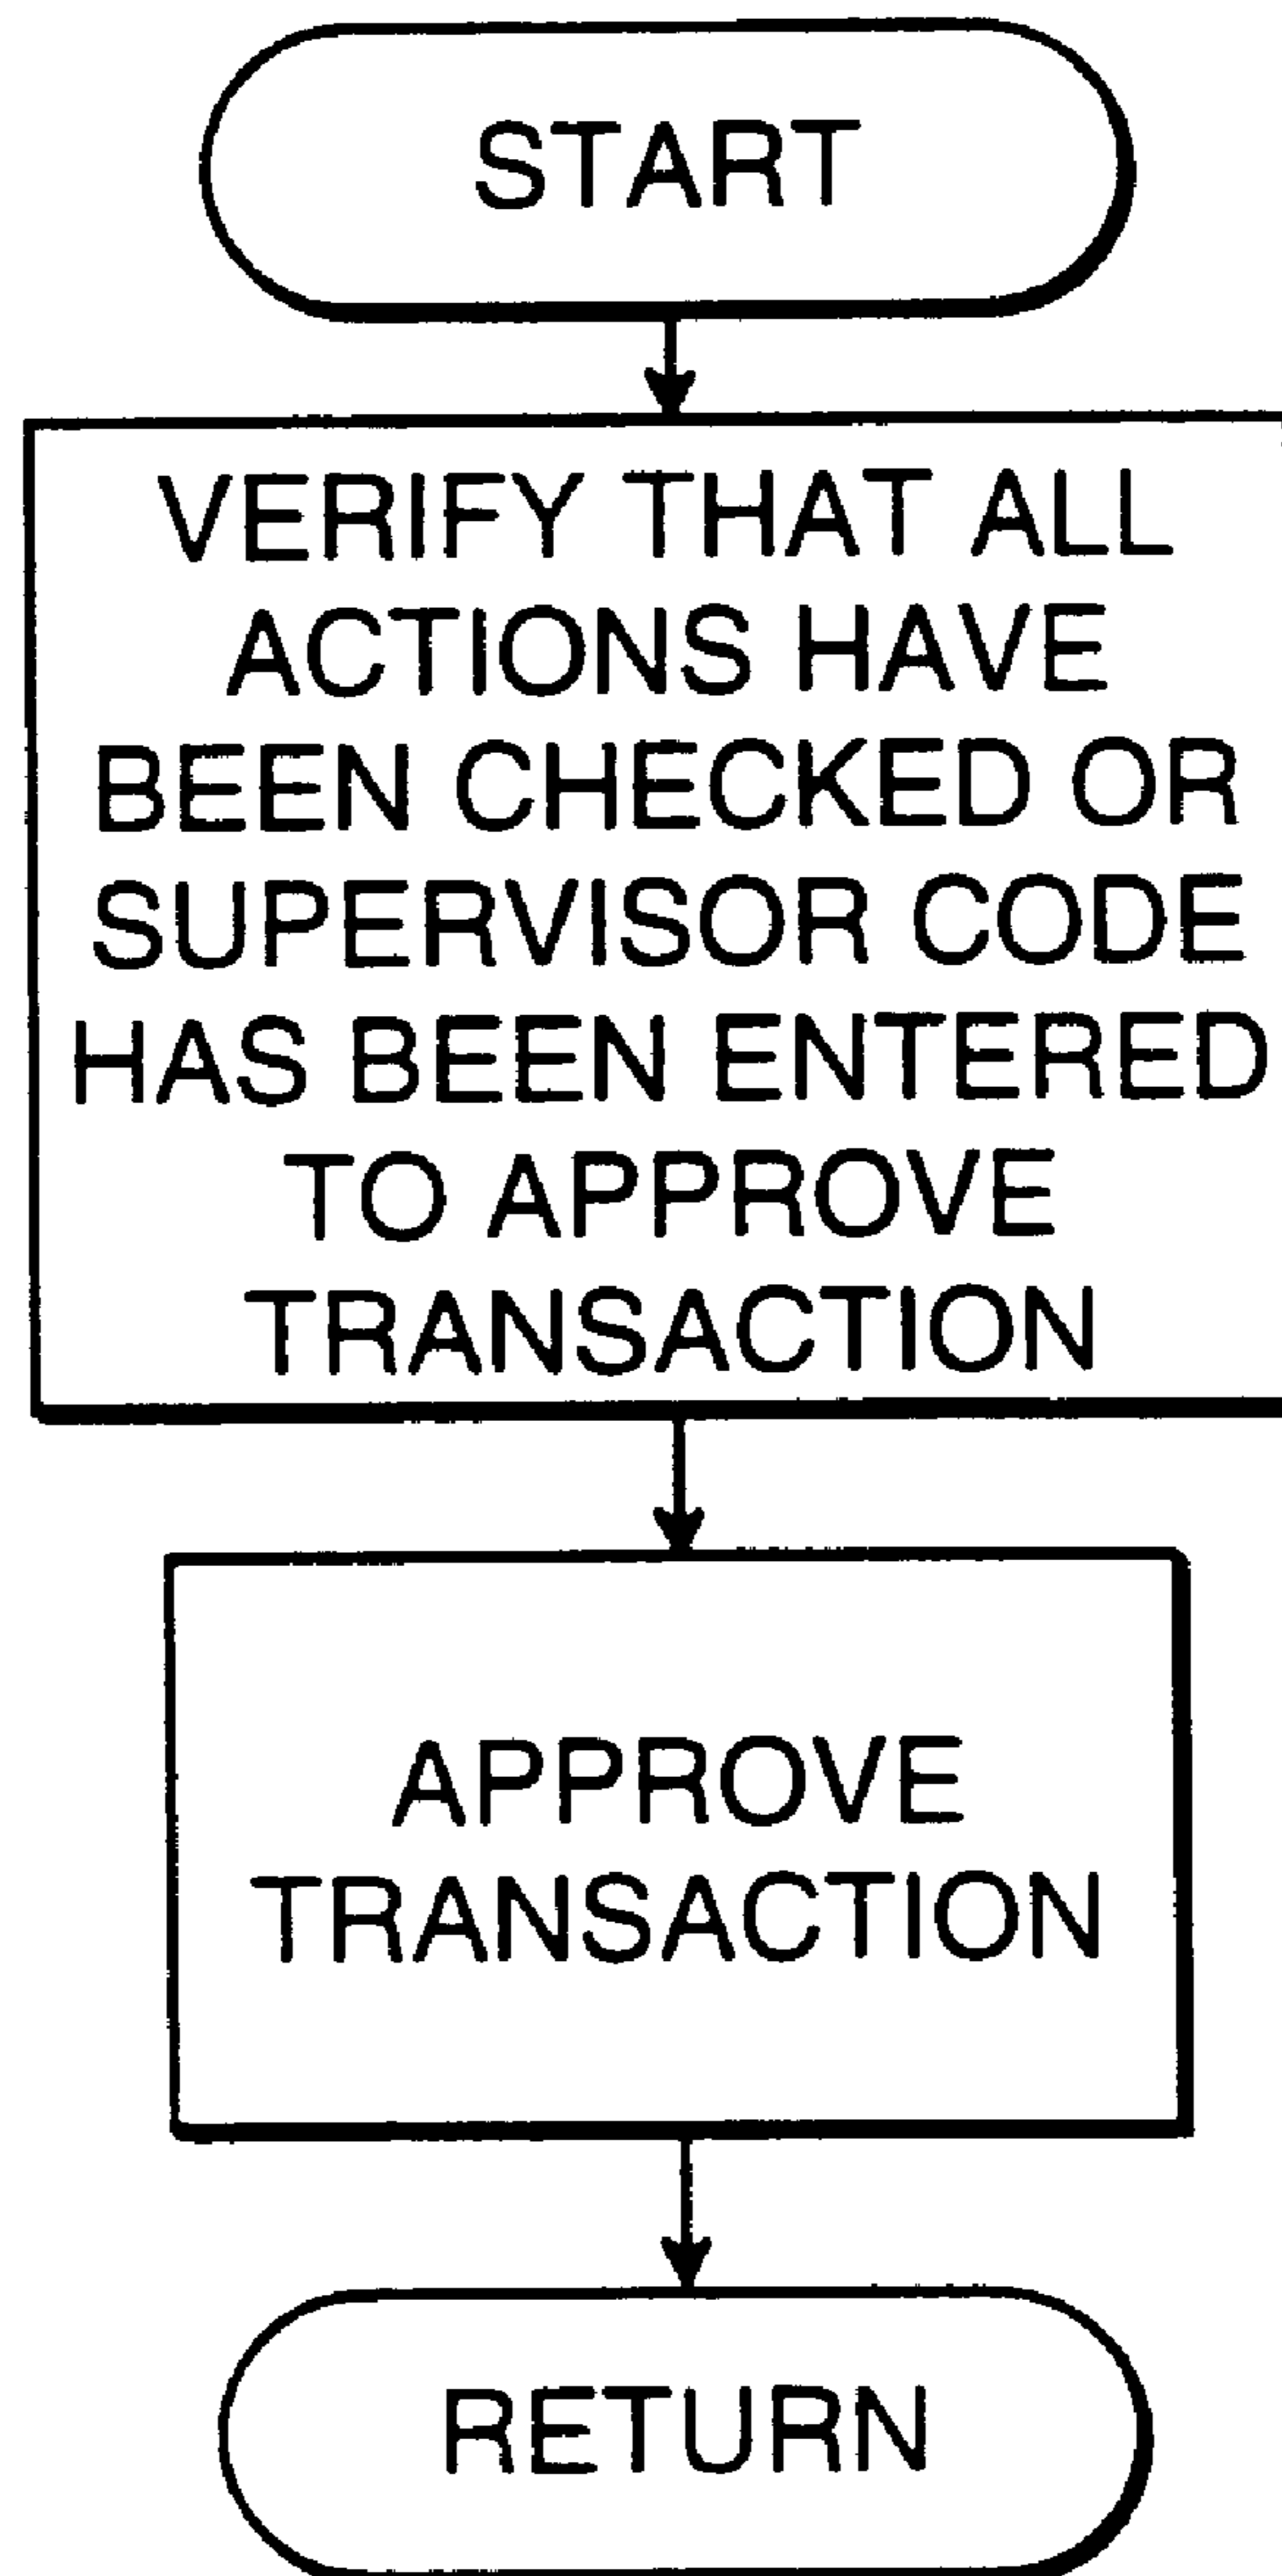 START
VERIFY THAT ALL
ACTIONS HAVE
BEEN CHECKED OR
SUPERVISOR CODE
HAS BEEN ENTERED
TO APPROVE
TRANSACTION
APPROVE
TRANSACTION
RETURN